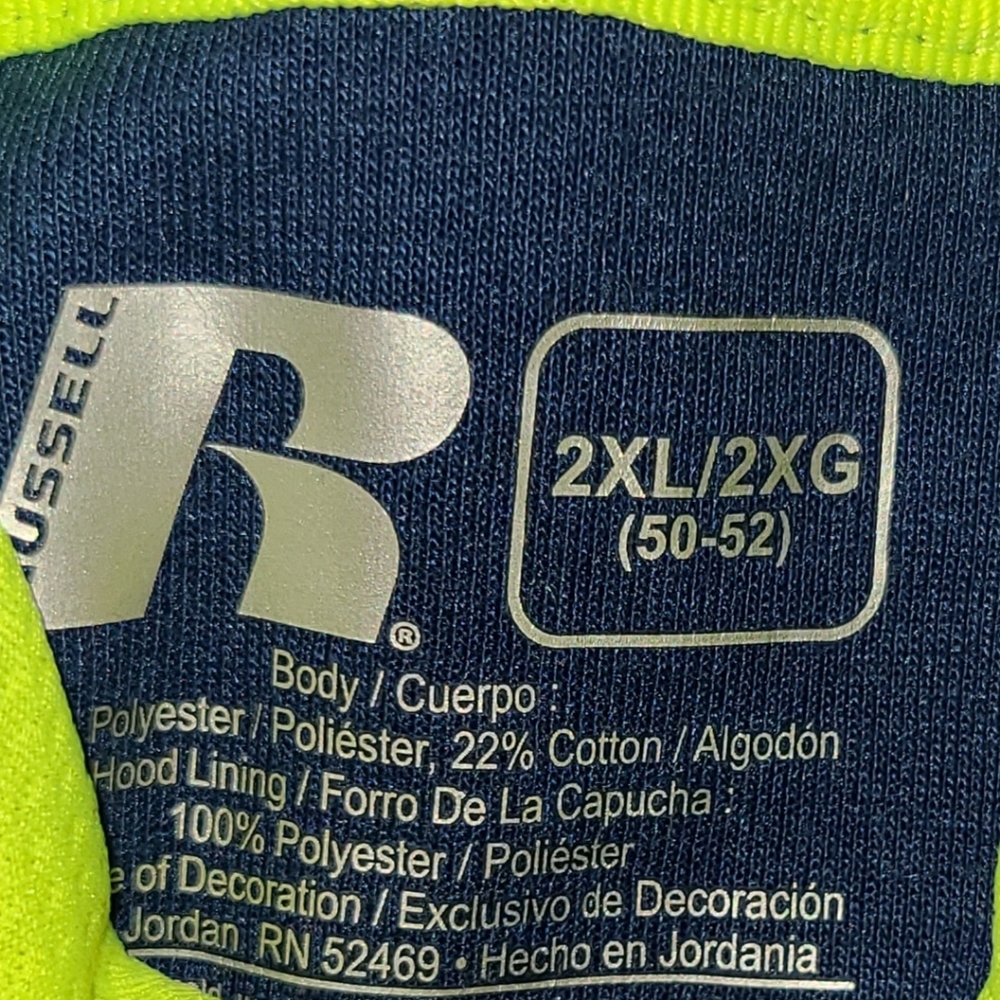 RUSSELL
R
®
2XL/2XG
(50-52)
Body / Cuerpo :
Polyester / Poliéster, 22% Cotton / Algodón
Hood Lining / Forro De La Capucha :
100% Polyester / Poliéster
of Decoration / Exclusivo de Decoración
Jordan RN 52469 • Hecho en Jordania